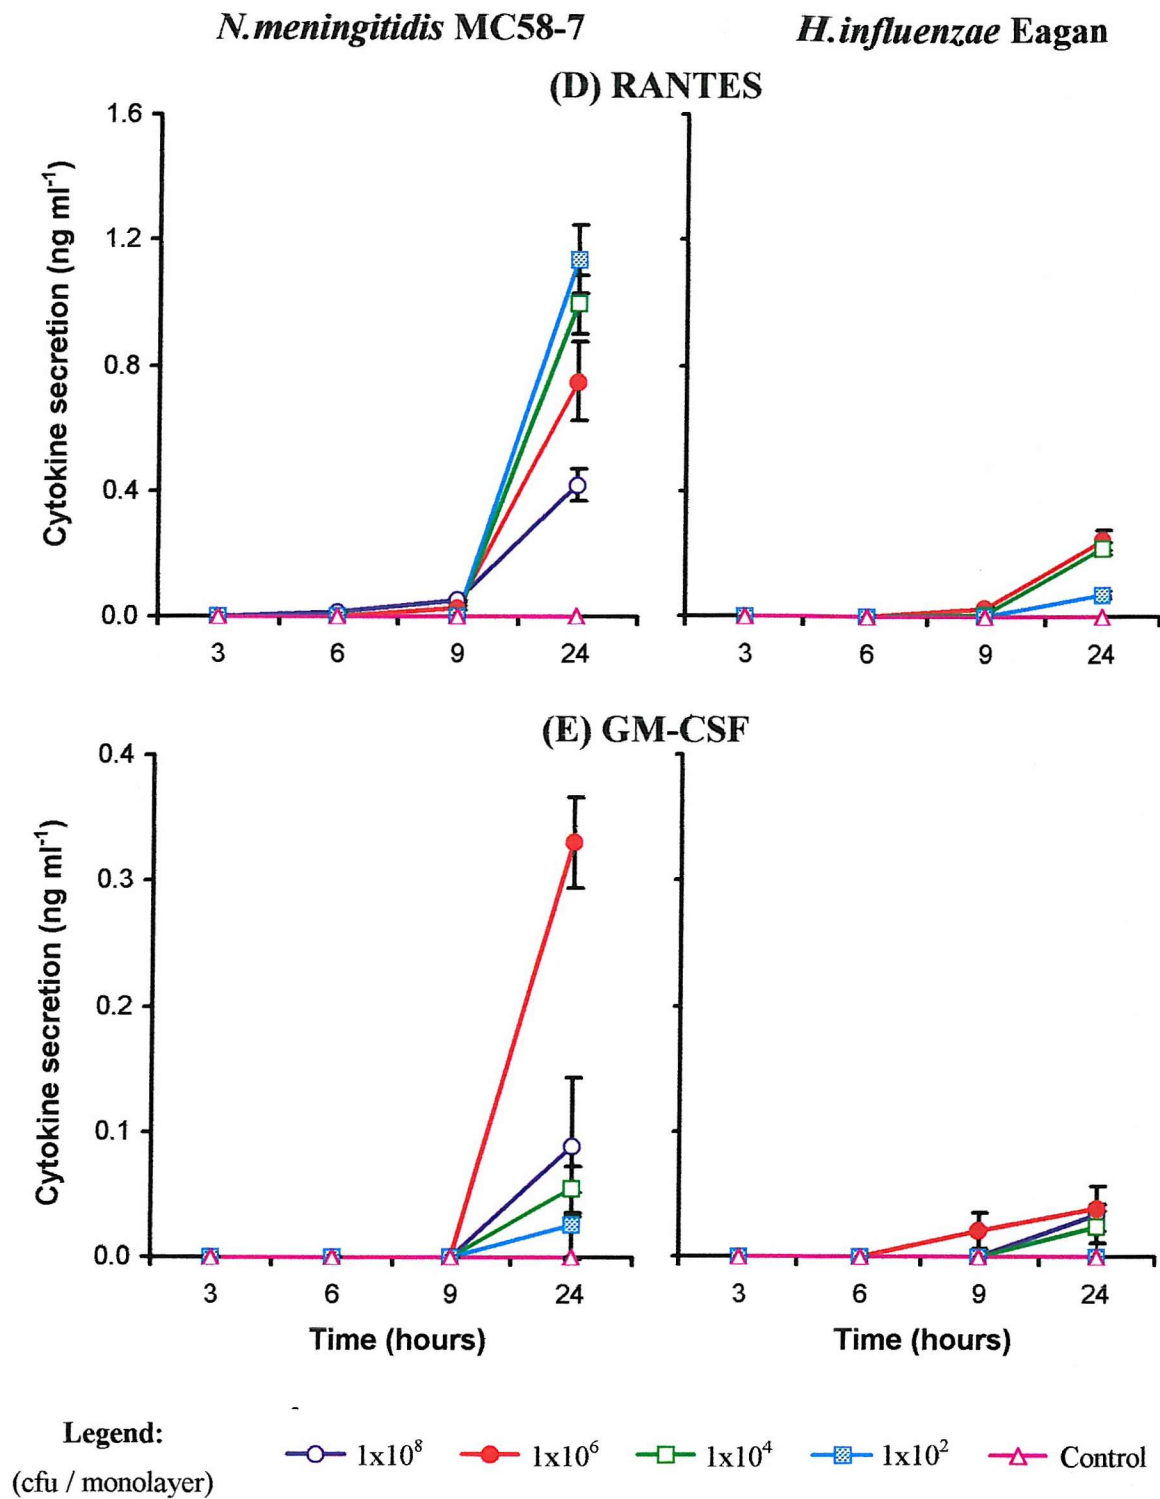 N.meningitidis MC58-7
H.influenzae Eagan
(D) RANTES
Cytokine secretion (ng ml⁻¹)
1.6
1.2
0.8
0.4
0.0
3 6 9 24
3 6 9 24
(E) GM-CSF
Cytokine secretion (ng ml⁻¹)
0.4
0.3
0.2
0.1
0.0
3 6 9 24
3 6 9 24
Time (hours)
Time (hours)
Legend:
(cfu / monolayer)
1x10⁸ 1x10⁶ 1x10⁴ 1x10² Control